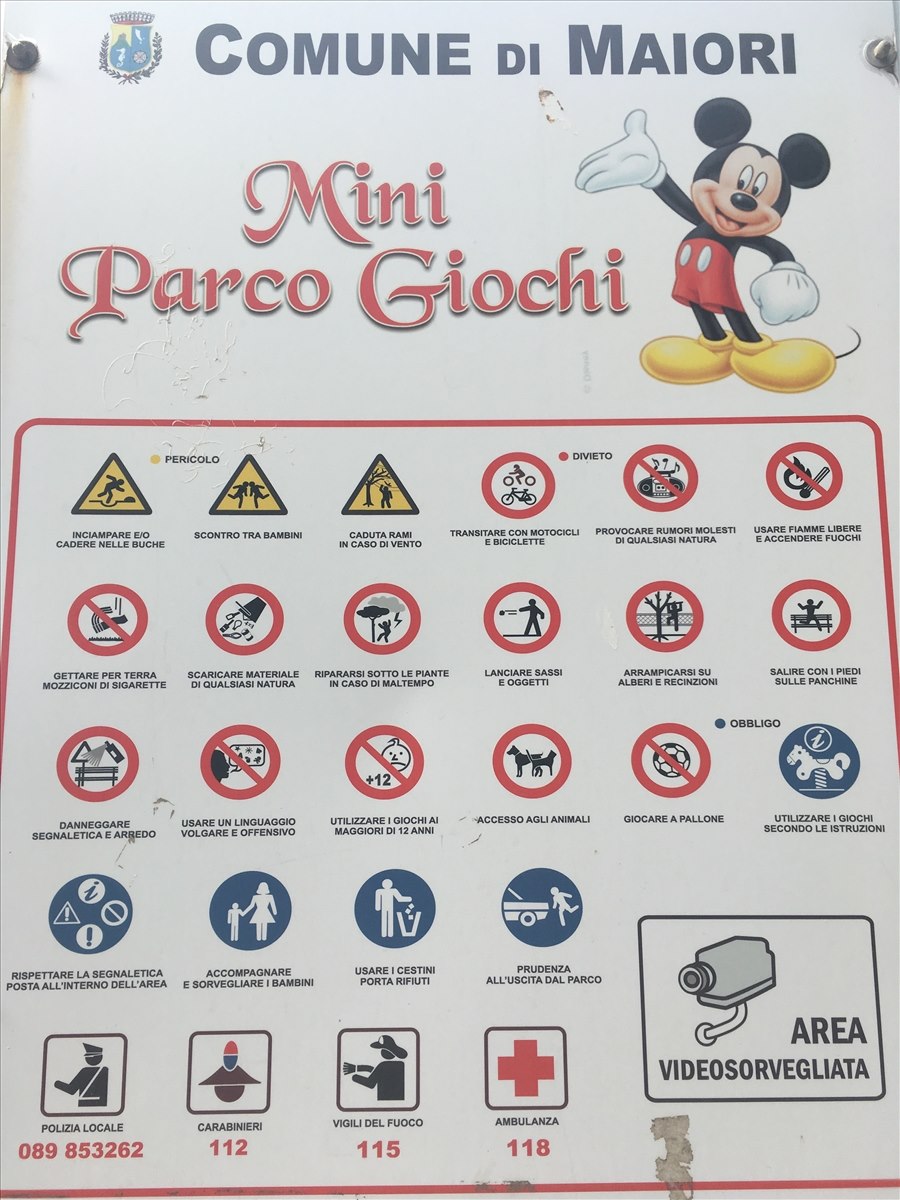 COMUNE DI MAIORI
Mini
Parco Giochi
© Disney
PERICOLO
DIVIETO
INCIAMPARE E/O
CADERE NELLE BUCHE
SCONTRO TRA BAMBINI
CADUTA RAMI
IN CASO DI VENTO
TRANSITARE CON MOTOCICLI
E BICICLETTE
PROVOCARE RUMORI MOLESTI
DI QUALSIASI NATURA
USARE FIAMME LIBERE
E ACCENDERE FUOCHI
GETTARE PER TERRA
MOZZICONI DI SIGARETTE
SCARICARE MATERIALE
DI QUALSIASI NATURA
RIPARARSI SOTTO LE PIANTE
IN CASO DI MALTEMPO
LANCIARE SASSI
E OGGETTI
ARRAMPICARSI SU
ALBERI E RECINZIONI
SALIRE CON I PIEDI
SULLE PANCHINE
OBBLIGO
+12
DANNEGGARE
SEGNALETICA E ARREDO
USARE UN LINGUAGGIO
VOLGARE E OFFENSIVO
UTILIZZARE I GIOCHI AI
MAGGIORI DI 12 ANNI
ACCESSO AGLI ANIMALI
GIOCARE A PALLONE
UTILIZZARE I GIOCHI
SECONDO LE ISTRUZIONI
RISPETTARE LA SEGNALETICA
POSTA ALL'INTERNO DELL'AREA
ACCOMPAGNARE
E SORVEGLIARE I BAMBINI
USARE I CESTINI
PORTA RIFIUTI
PRUDENZA
ALL'USCITA DAL PARCO
AREA
VIDEOSORVEGLIATA
POLIZIA LOCALE
089 853262
CARABINIERI
112
VIGILI DEL FUOCO
115
AMBULANZA
118